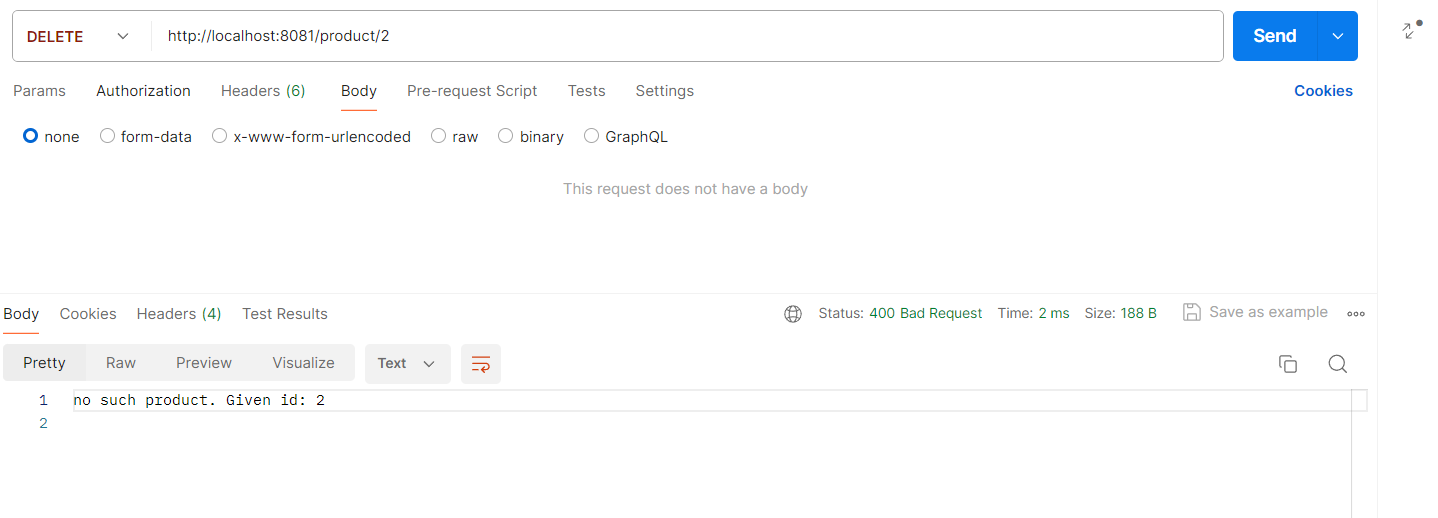 DELETE http://localhost:8081/product/2 Send
Params Authorization Headers (6) Body Pre-request Script Tests Settings Cookies
none form-data x-www-form-urlencoded raw binary GraphQL
This request does not have a body
Body Cookies Headers (4) Test Results Status: 400 Bad Request Time: 2 ms Size: 188 B Save as example
Pretty Raw Preview Visualize Text
1 no such product. Given id: 2
2